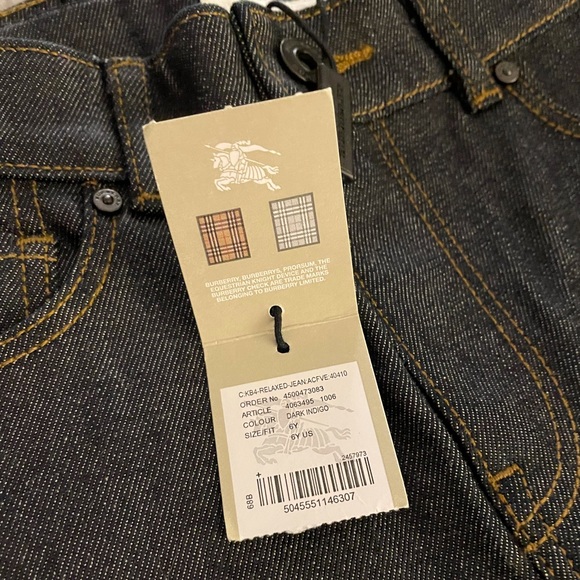 BURBERRY, BURBERRYS, PRORSUM, THE
EQUESTRIAN KNIGHT DEVICE AND THE
BURBERRY CHECK ARE TRADE MARKS
BELONGING TO BURBERRY LIMITED.
C:KB4-RELAXED-JEAN:ACFVE:40410
ORDER No 4500473083
ARTICLE 4063495 1006
COLOUR: DARK INDIGO
SIZE/FIT: 6Y
6Y US
+ 2457973
68B
5045551146307